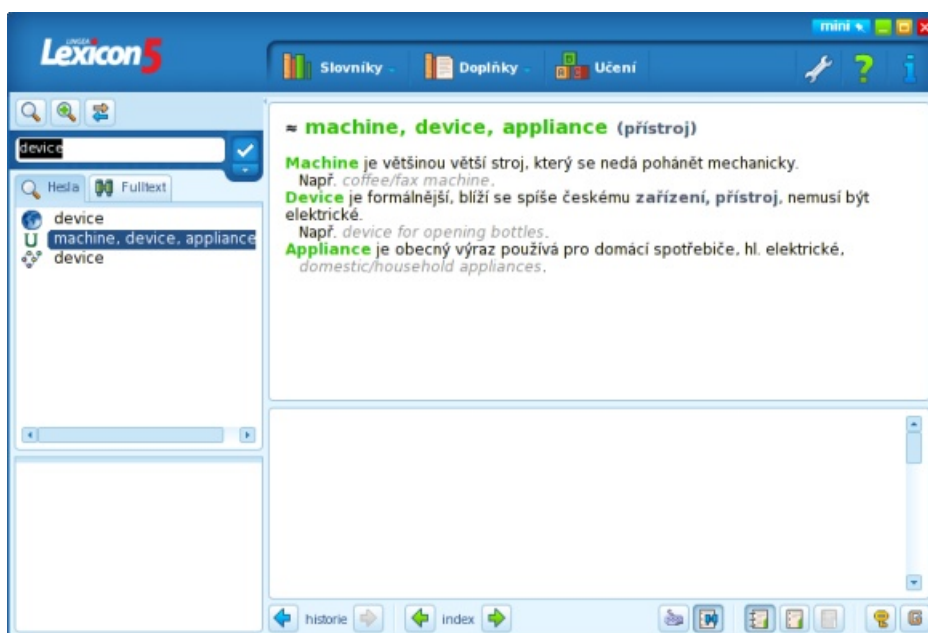 mini
LINGEA
Lexicon5
Slovníky
Doplňky
Učení
device
Hesla
Fulltext
device
machine, device, appliance
device
≈ machine, device, appliance (přístroj)
Machine je většinou větší stroj, který se nedá pohánět mechanicky.
Např. coffee/fax machine.
Device je formálnější, blíží se spíše českému zařízení, přístroj, nemusí být
elektrické.
Např. device for opening bottles.
Appliance je obecný výraz používá pro domácí spotřebiče, hl. elektrické,
domestic/household appliances.
historie
index